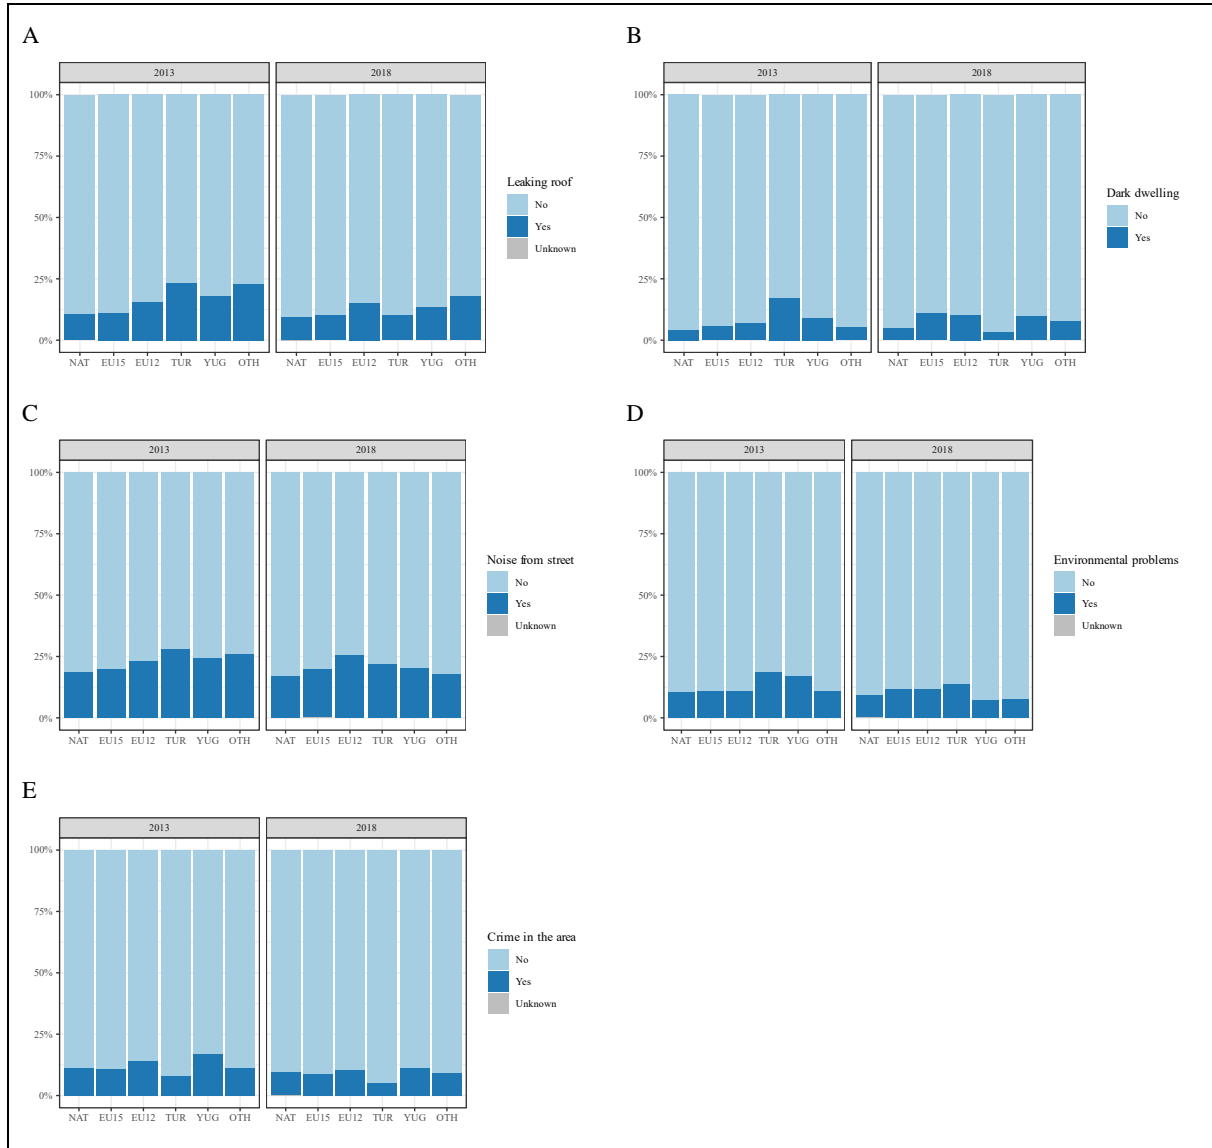 A
2013 2018
100%
75%
50%
25%
0%
NAT EU15 EU12 TUR YUG OTH NAT EU15 EU12 TUR YUG OTH
Leaking roof
No
Yes
Unknown
B
2013 2018
100%
75%
50%
25%
0%
NAT EU15 EU12 TUR YUG OTH NAT EU15 EU12 TUR YUG OTH
Dark dwelling
No
Yes
C
2013 2018
100%
75%
50%
25%
0%
NAT EU15 EU12 TUR YUG OTH NAT EU15 EU12 TUR YUG OTH
Noise from street
No
Yes
Unknown
D
2013 2018
100%
75%
50%
25%
0%
NAT EU15 EU12 TUR YUG OTH NAT EU15 EU12 TUR YUG OTH
Environmental problems
No
Yes
Unknown
E
2013 2018
100%
75%
50%
25%
0%
NAT EU15 EU12 TUR YUG OTH NAT EU15 EU12 TUR YUG OTH
Crime in the area
No
Yes
Unknown